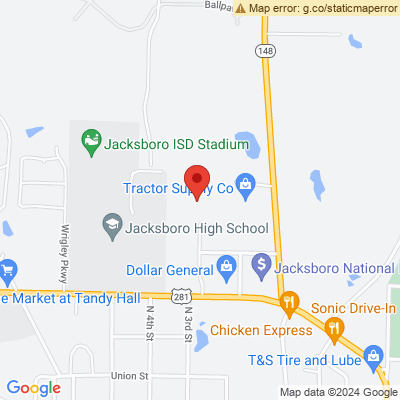 Map error: g.co/staticmaperror
148
Jacksboro ISD Stadium
Tractor Supply Co
Wrigley Pkwy
Jacksboro High School
Dollar General
Jacksboro National
e Market at Tandy Hall
281
N 4th St
N 3rd St
Sonic Drive-In
Chicken Express
T&S Tire and Lube
Union St
Google
Map data ©2024 Google